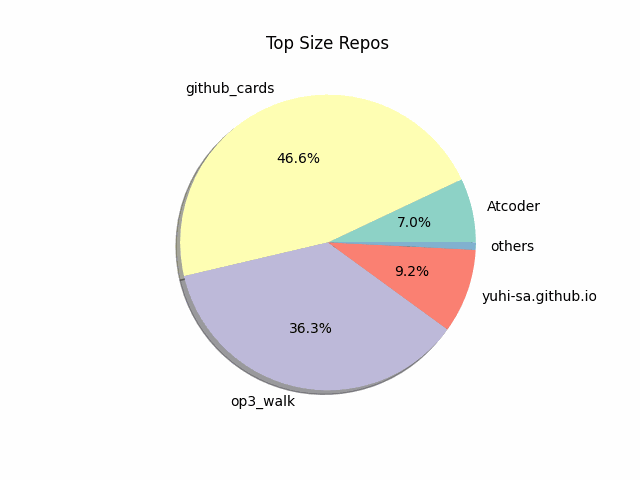 Top Size Repos
github_cards
46.6%
Atcoder
7.0%
others
9.2%
yuhi-sa.github.io
36.3%
op3_walk